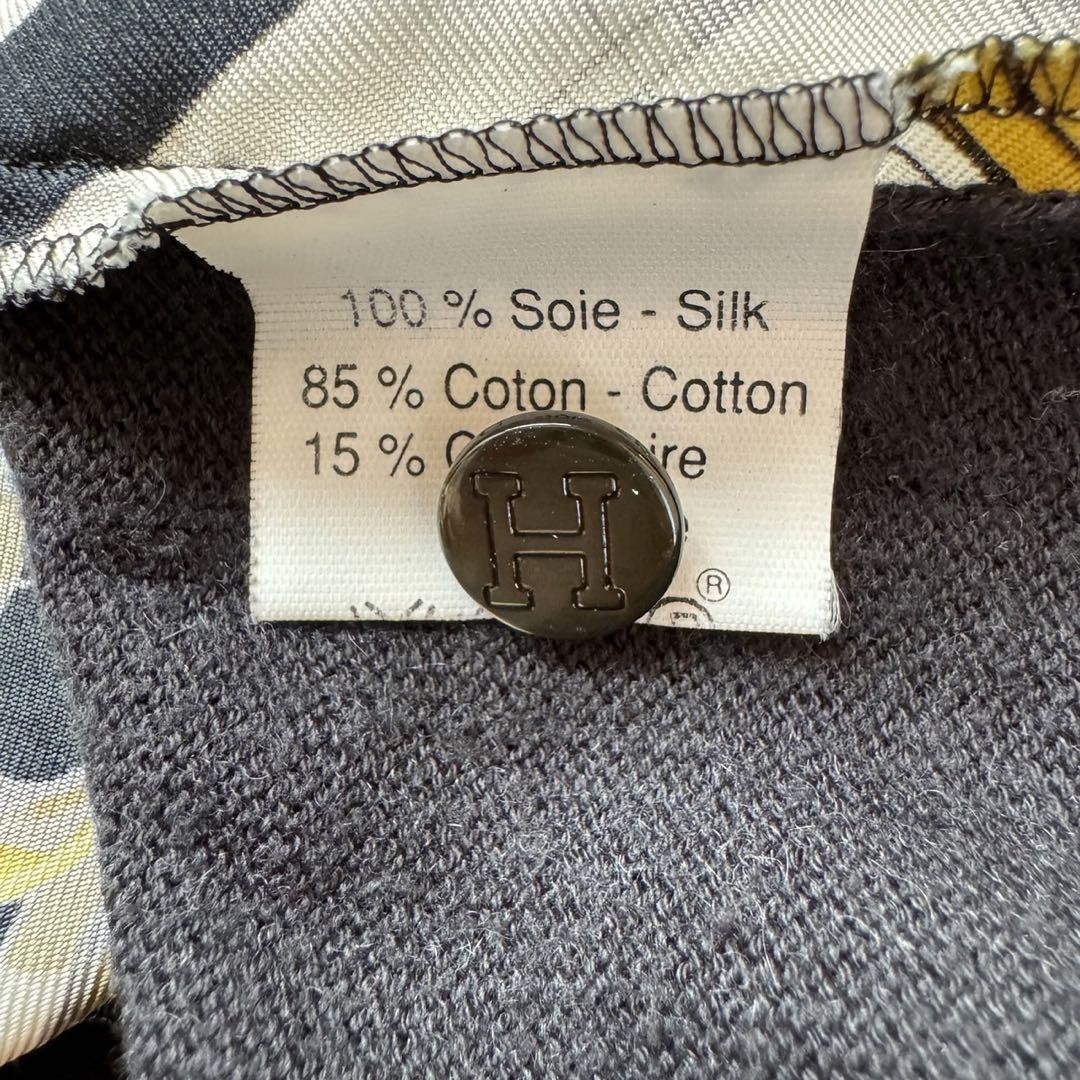 100 % Soie - Silk
85 % Coton - Cotton
15 %
H
®